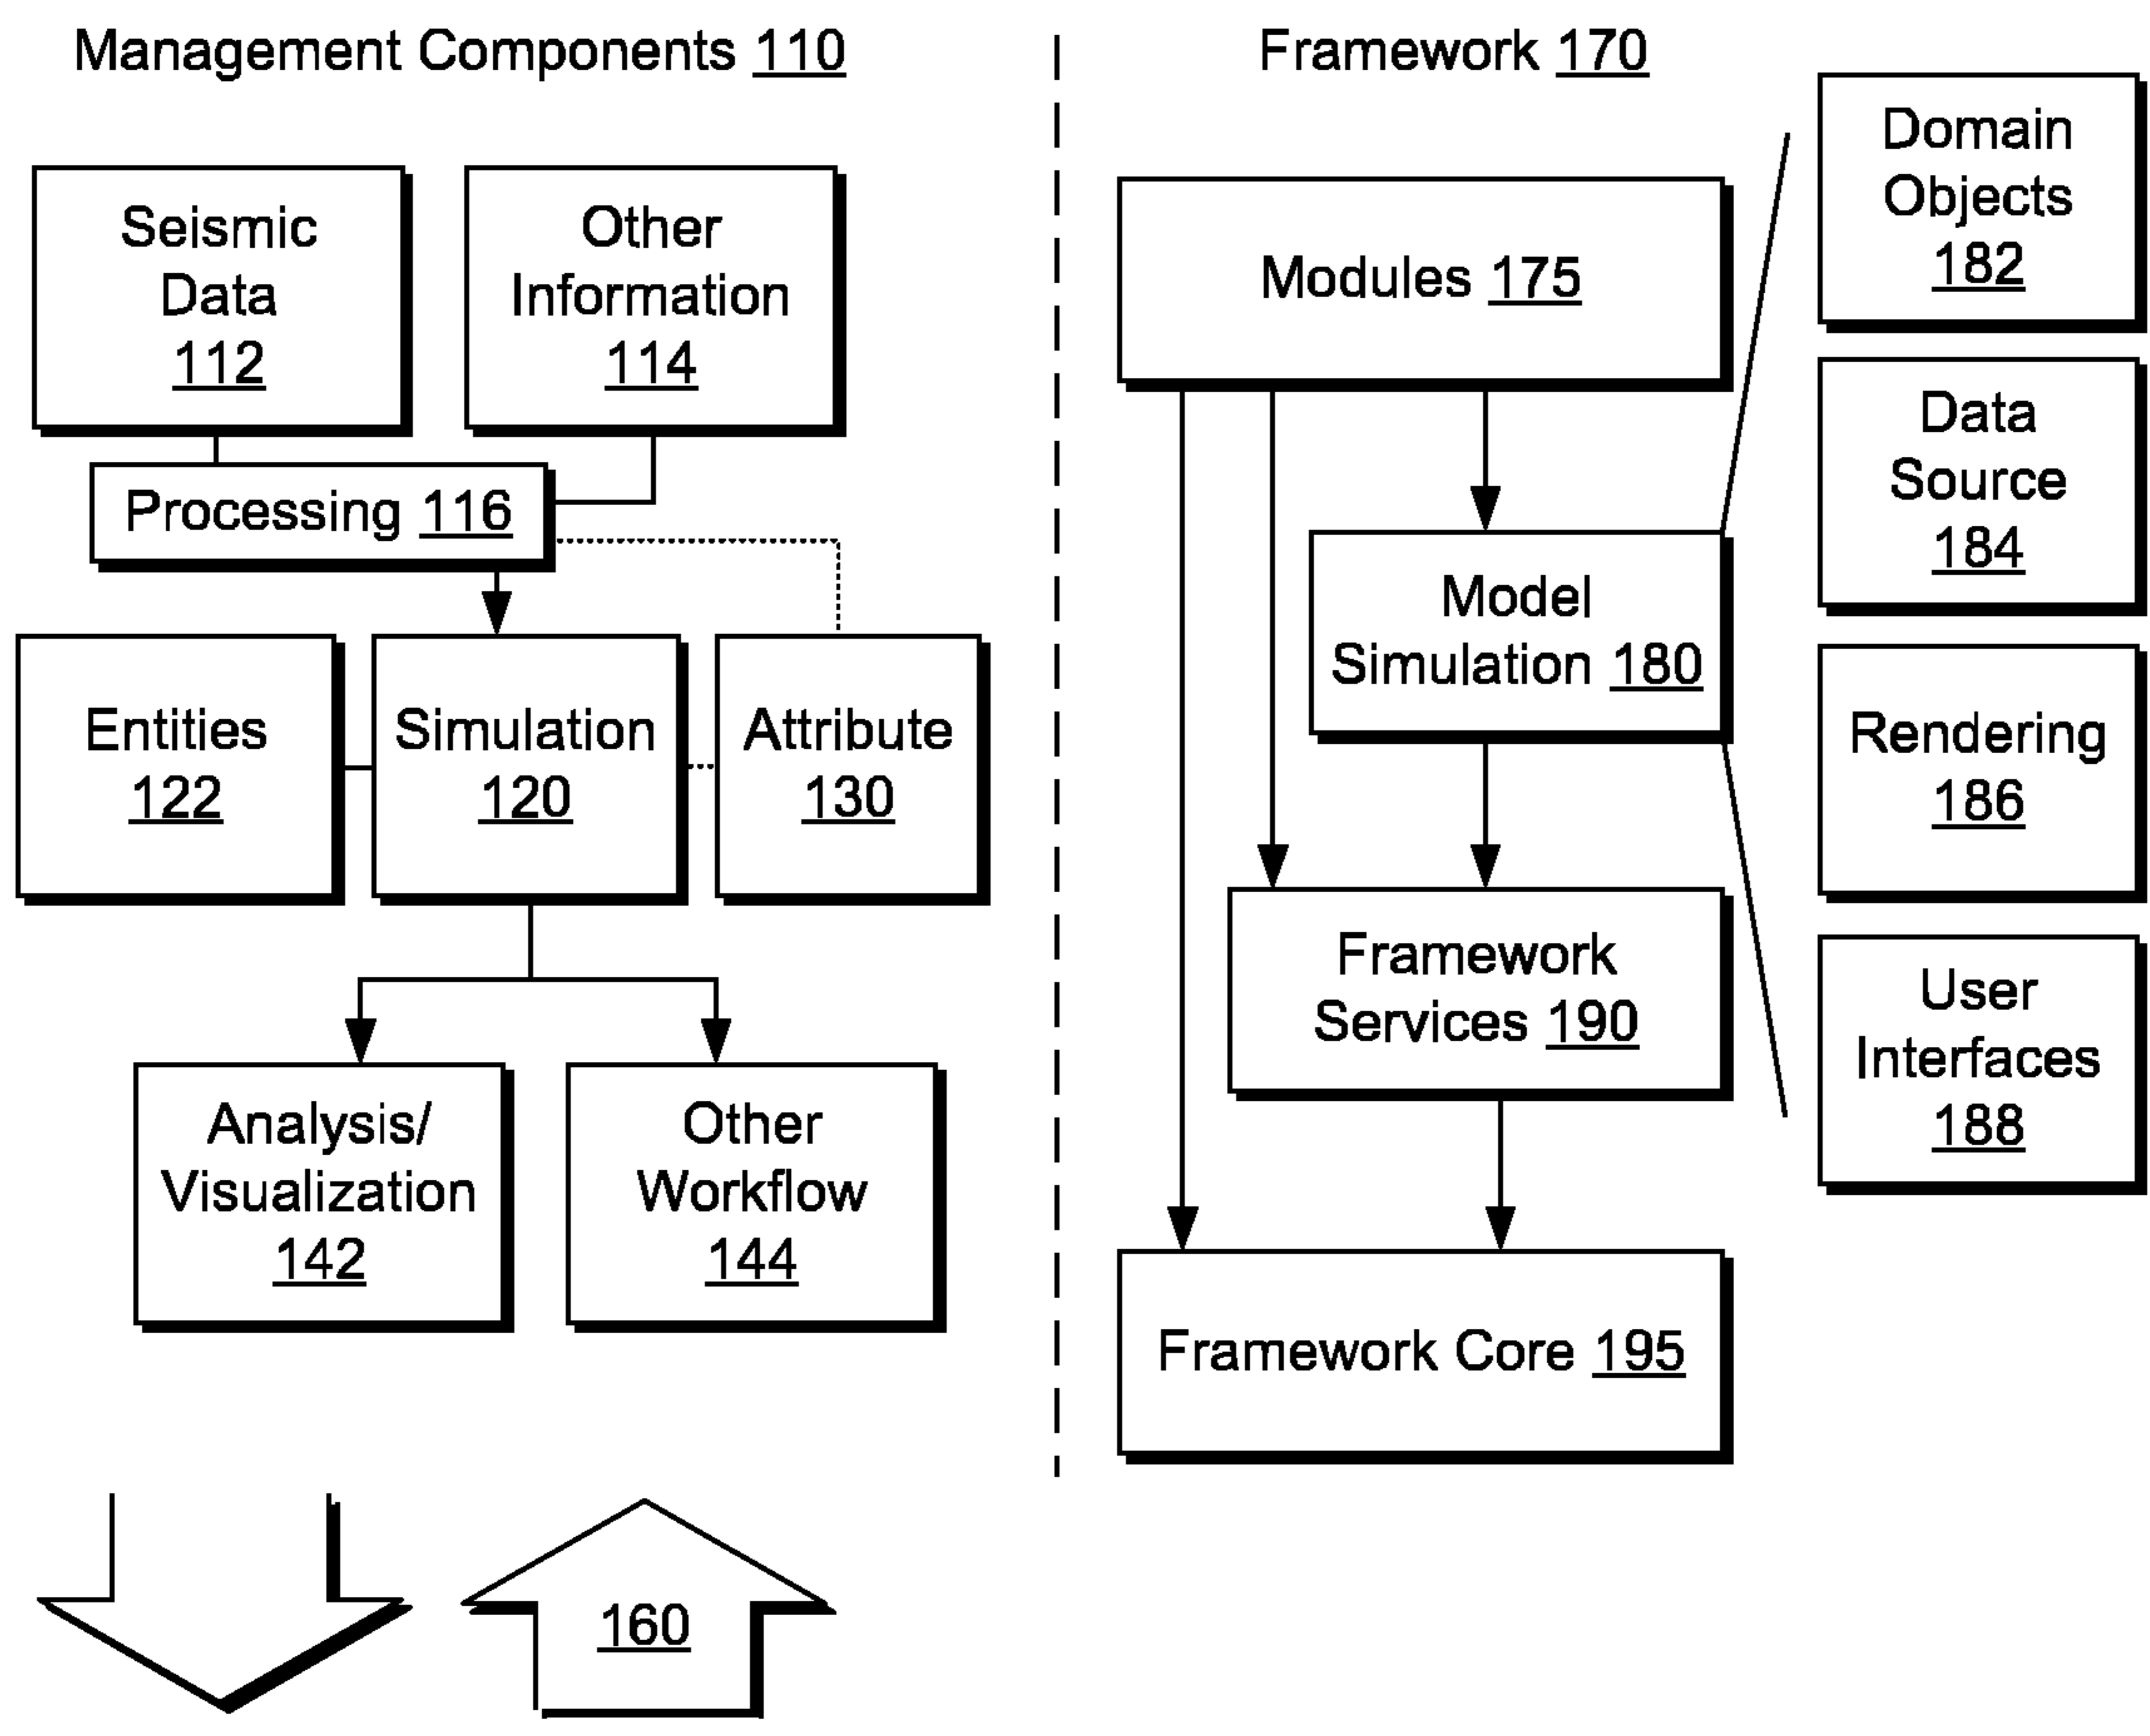 Management Components 110
Seismic
Data
112
Other
Information
114
Processing 116
Entities
122
Simulation
120
Attribute
130
Analysis/
Visualization
142
Other
Workflow
144
160
Framework 170
Modules 175
Model
Simulation 180
Framework
Services 190
Framework Core 195
Domain
Objects
182
Data
Source
184
Rendering
186
User
Interfaces
188